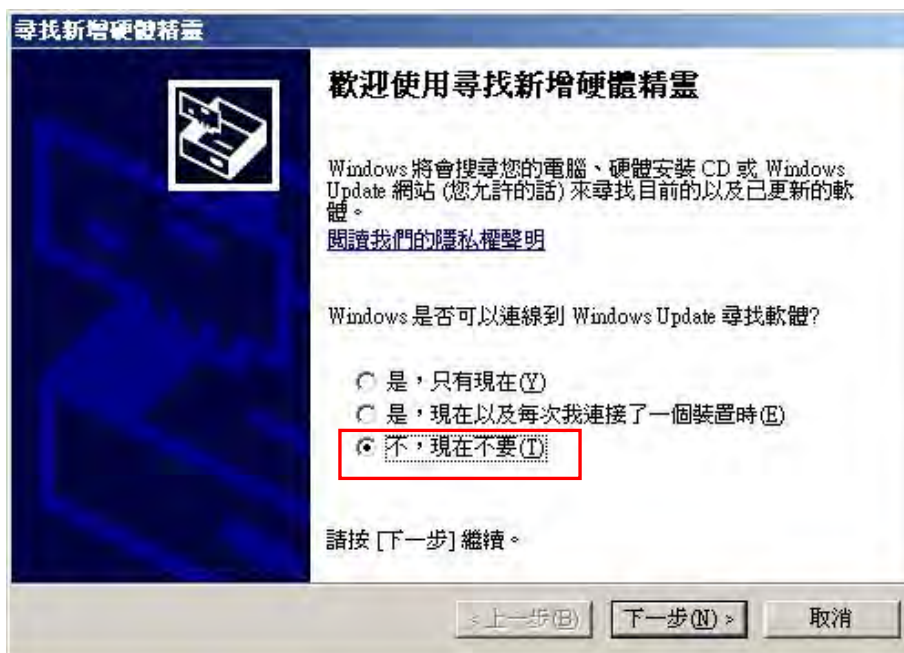 尋找新增硬體精靈
歡迎使用尋找新增硬體精靈
Windows 將會搜尋您的電腦、硬體安裝 CD 或 Windows
Update 網站 (您允許的話) 來尋找目前的以及已更新的軟
體。
閱讀我們的隱私權聲明
Windows 是否可以連線到 Windows Update 尋找軟體?
是，只有現在(Y)
是，現在以及每次我連接了一個裝置時(E)
不，現在不要(T)
請按 [下一步] 繼續。
< 上一步(B)
下一步(N) >
取消